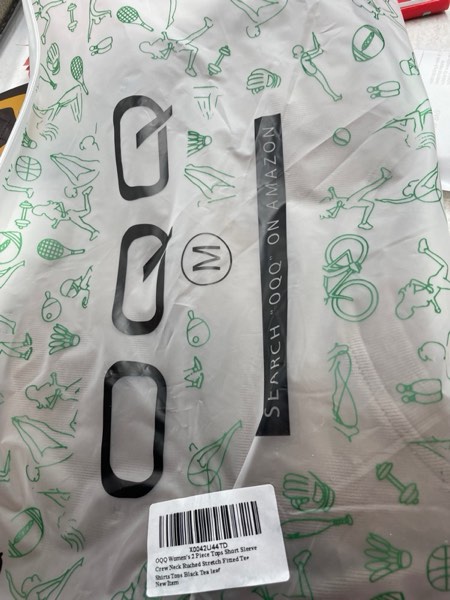 OQQ
M
SEARCH "OQQ" ON AMAZON
X0042U44TD
OQQ Women's 2 Piece Tops Short Sleeve
Crew Neck Ruched Stretch Fitted Tee
Shirts Tops Black Tea leaf
New Item